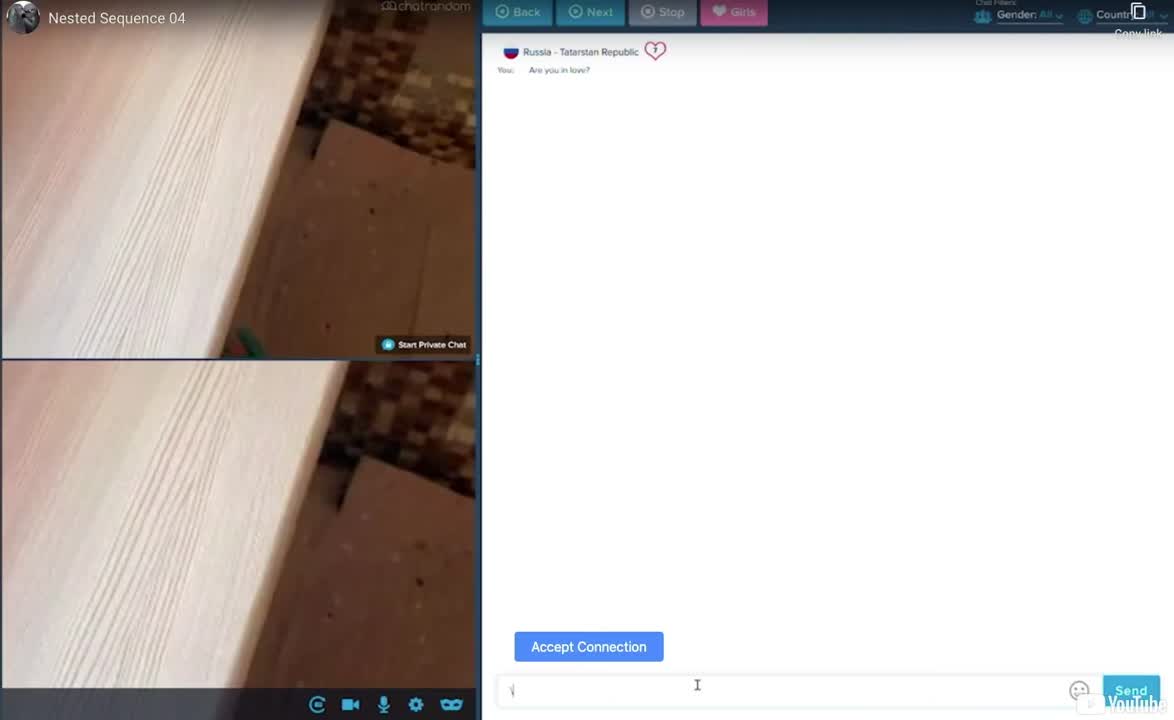 Nested Sequence 04
chatrandom
Back
Next
Stop
Girls
Chat Filters:
Gender: All
Country:
Copy link
Russia - Tatarstan Republic
7
You: Are you in love?
Start Private Chat
Accept Connection
Send
YouTube